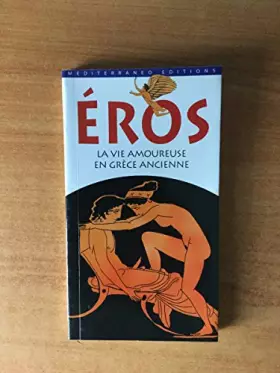 MEDITERRANEO EDITIONS
ÉROS
LA VIE AMOUREUSE
EN GRÈCE ANCIENNE